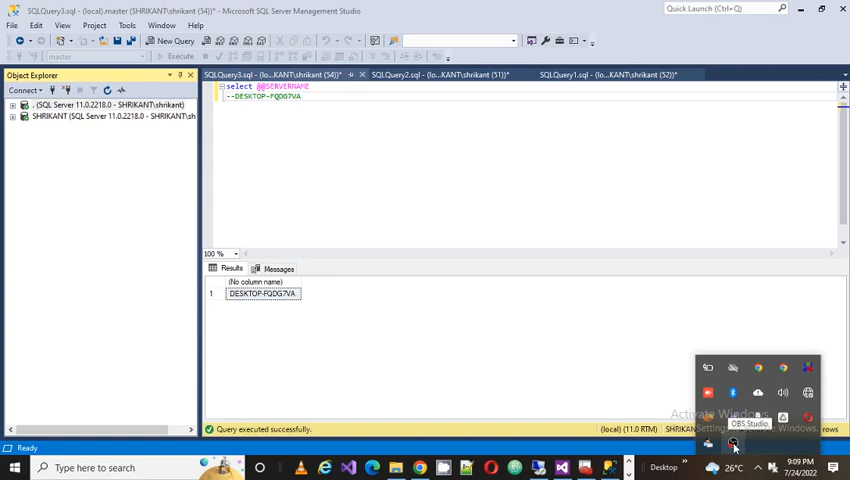 SQLQuery3.sql - (local).master (SHRIKANT\shrikant (54))* - Microsoft SQL Server Management Studio
Quick Launch (Ctrl+Q)
File Edit View Project Tools Window Help
New Query
master
Execute
Object Explorer
Connect
. (SQL Server 11.0.2218.0 - SHRIKANT\shrikant)
SHRIKANT (SQL Server 11.0.2218.0 - SHRIKANT\sh
SQLQuery3.sql - (lo...KANT\shrikant (54))* SQLQuery2.sql - (lo...KANT\shrikant (51))* SQLQuery1.sql - (lo...KANT\shrikant (52))*
select @@SERVERNAME
--DESKTOP-FQDG7VA
100 %
Results Messages
(No column name)
1 DESKTOP-FQDG7VA
Activate Windows
OBS Studio
Query executed successfully.
(local) (11.0 RTM)
SHRIKAN
rows
Ready
Type here to search
Desktop
26°C
9:09 PM
7/24/2022